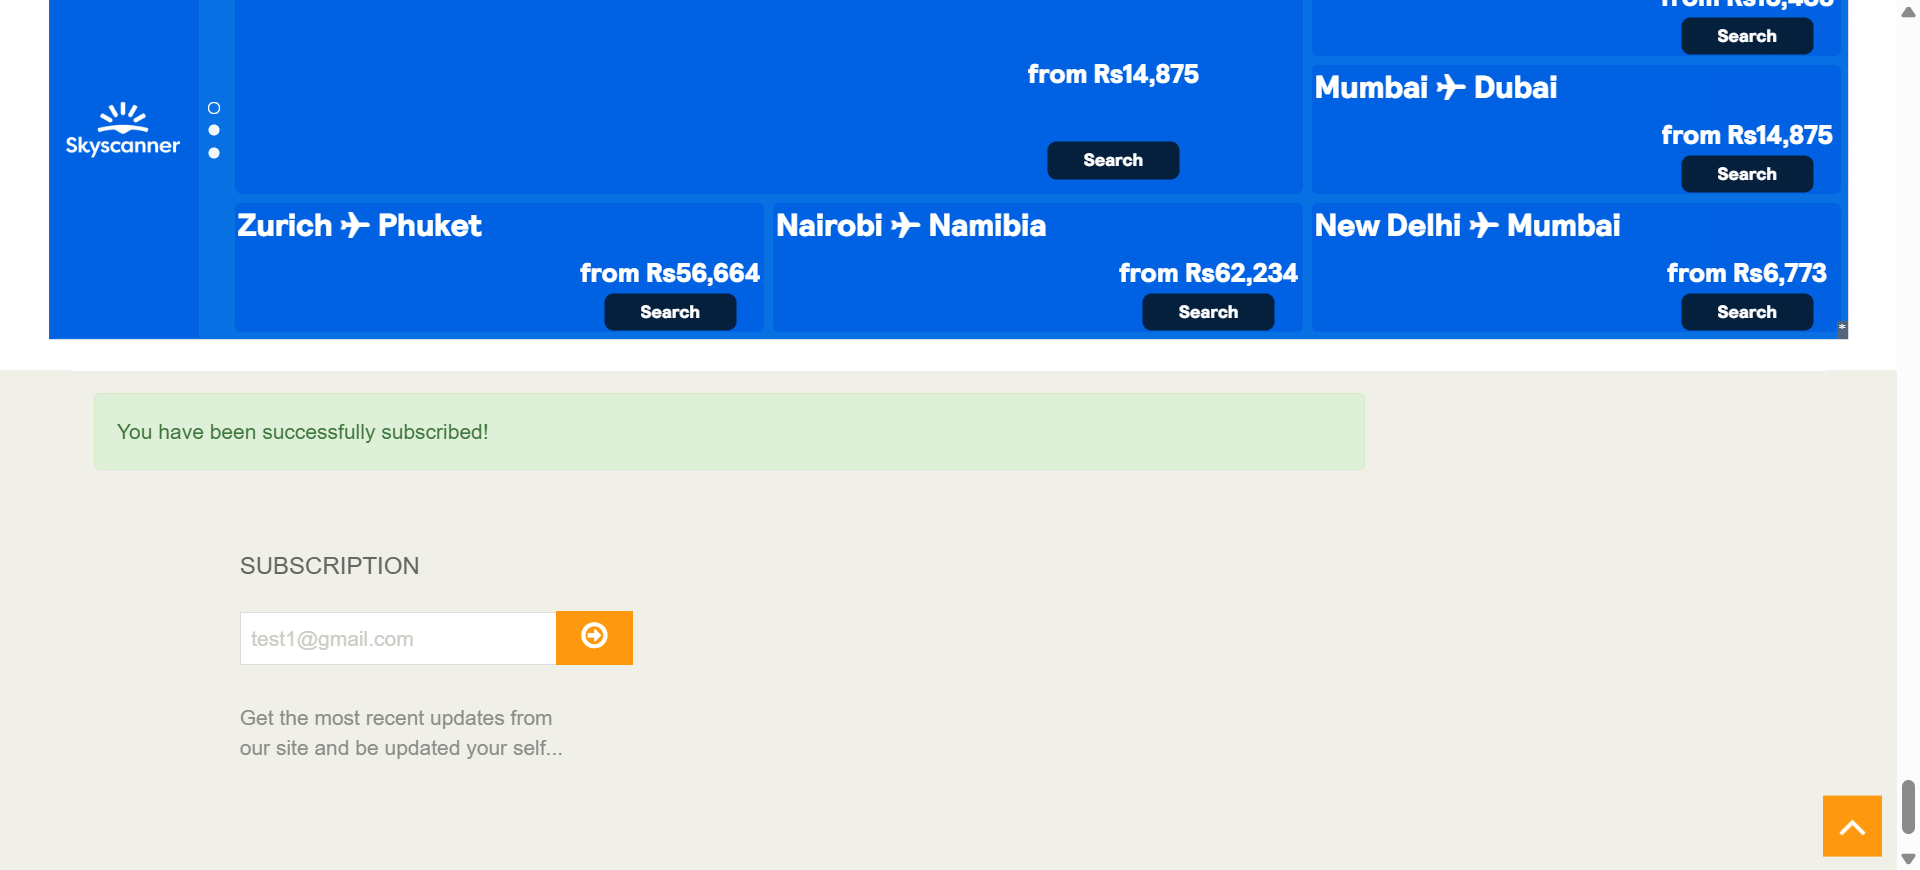 Skyscanner
from Rs14,875
Search
Search
Mumbai Dubai
from Rs14,875
Search
Zurich Phuket
from Rs56,664
Search
Nairobi Namibia
from Rs62,234
Search
New Delhi Mumbai
from Rs6,773
Search
*
You have been successfully subscribed!
SUBSCRIPTION
test1@gmail.com
Get the most recent updates from
our site and be updated your self...